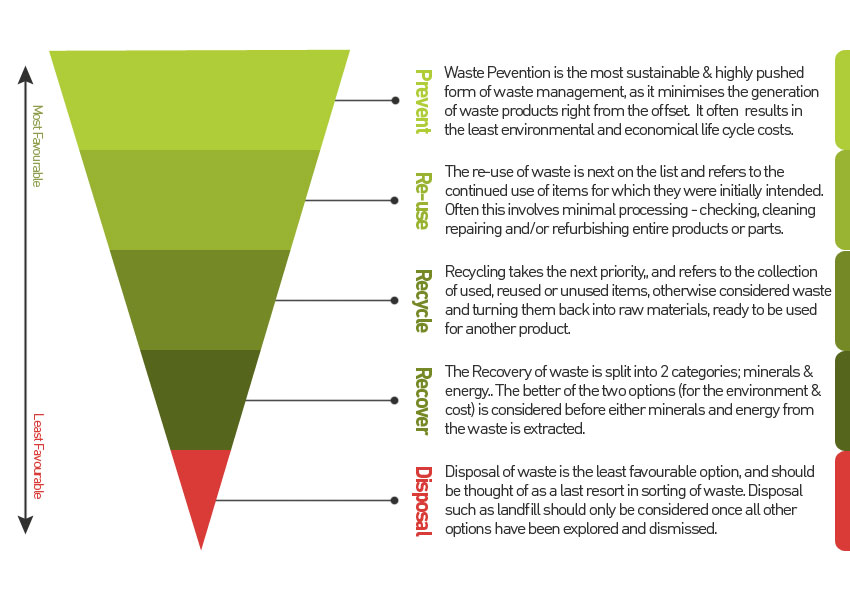 Most Favourable
Least Favourable
Prevent
Waste Pevention is the most sustainable & highly pushed
form of waste management, as it minimises the generation
of waste products right from the offset. It often results in
the least environmental and economical life cycle costs.
Re-use
The re-use of waste is next on the list and refers to the
continued use of items for which they were initially intended.
Often this involves minimal processing - checking, cleaning
repairing and/or refurbishing entire products or parts.
Recycle
Recycling takes the next priority,, and refers to the collection
of used, reused or unused items, otherwise considered waste
and turning them back into raw materials, ready to be used
for another product.
Recover
The Recovery of waste is split into 2 categories; minerals &
energy.. The better of the two options (for the environment &
cost) is considered before either minerals and energy from
the waste is extracted.
Disposal
Disposal of waste is the least favourable option, and should
be thought of as a last resort in sorting of waste. Disposal
such as landfill should only be considered once all other
options have been explored and dismissed.